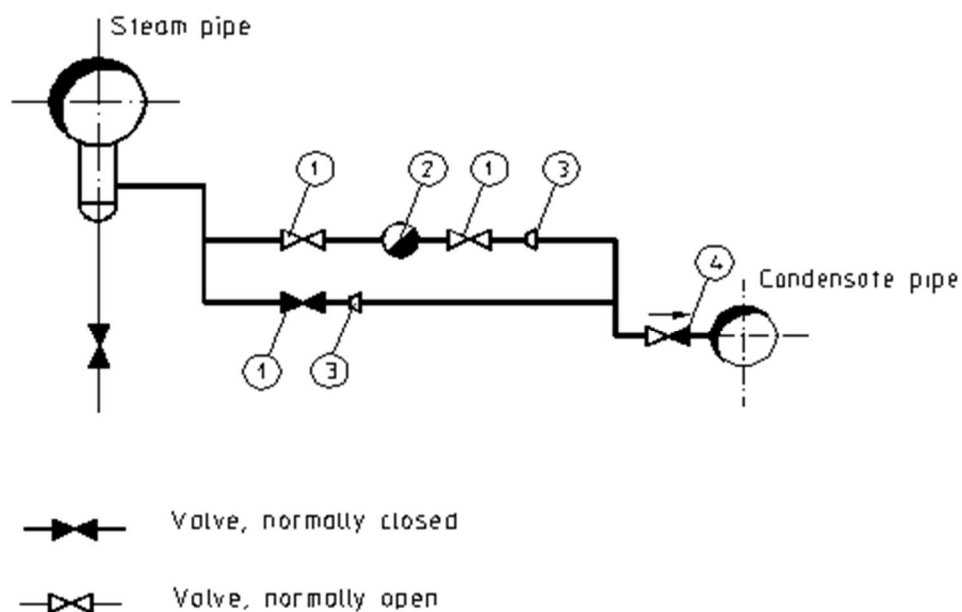 Steam pipe
1
2
1
3
4
Condensate pipe
1
3
Valve, normally closed
Valve, normally open